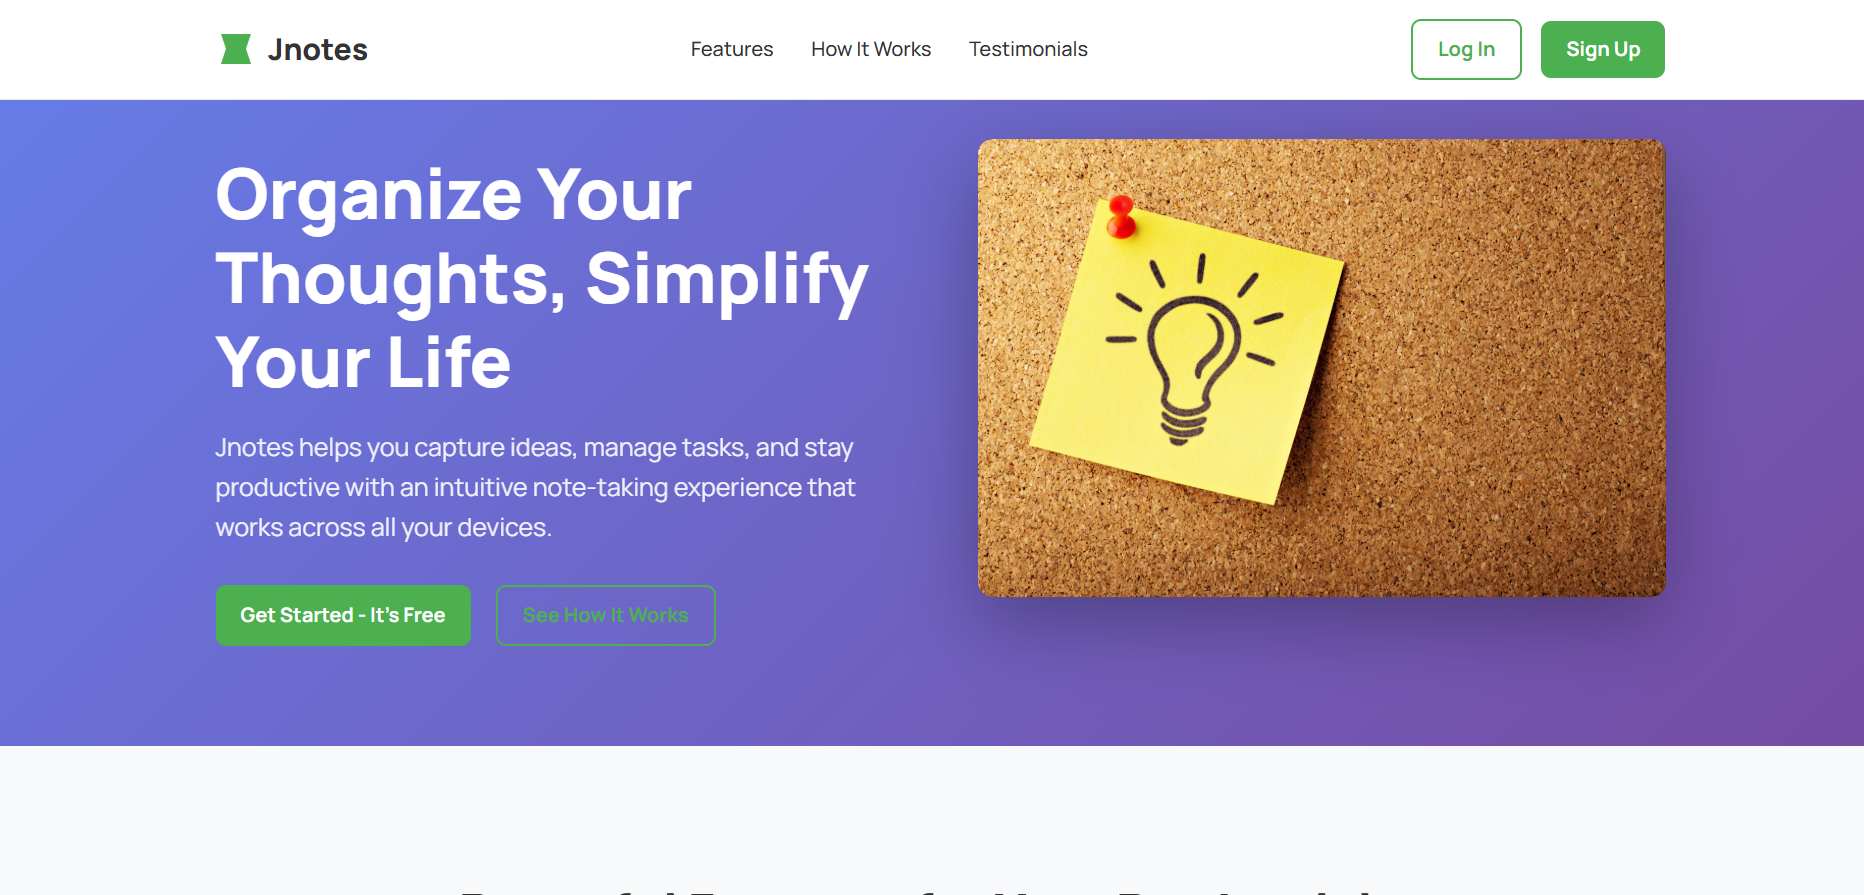 Jnotes
Features
How It Works
Testimonials
Log In
Sign Up
Organize Your
Thoughts, Simplify
Your Life
Jnotes helps you capture ideas, manage tasks, and stay
productive with an intuitive note-taking experience that
works across all your devices.
Get Started - It's Free
See How It Works